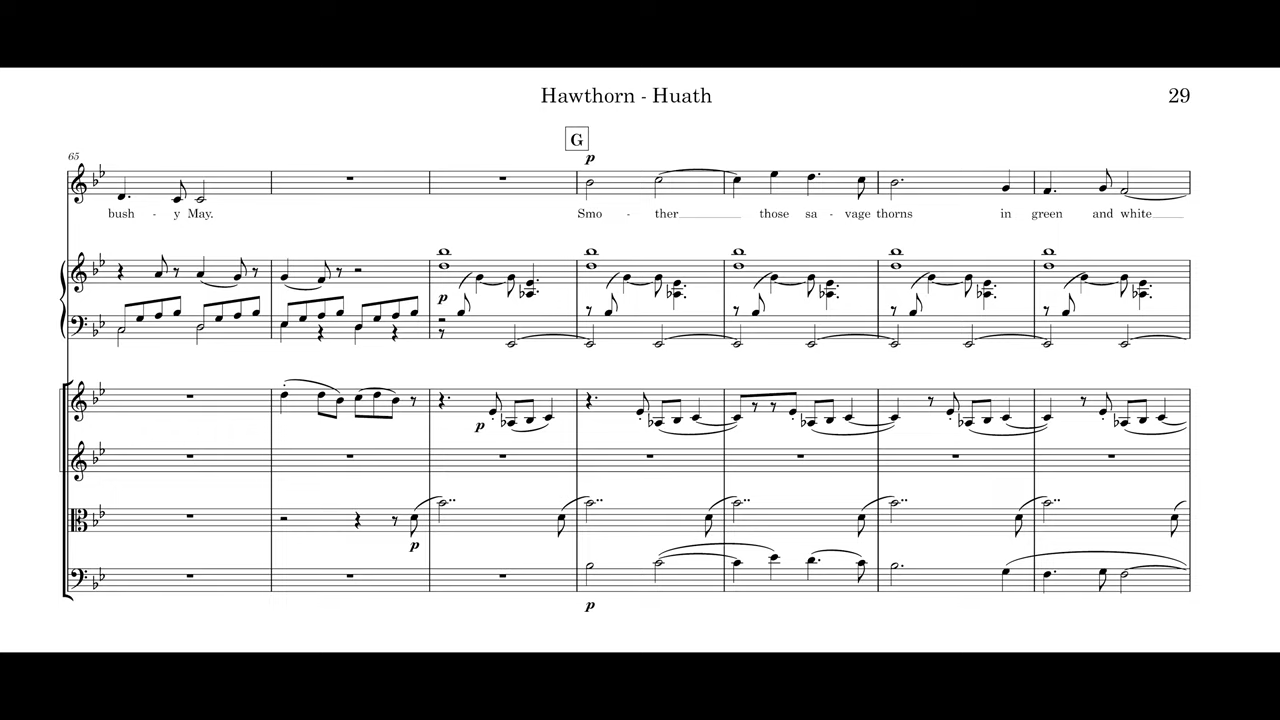 Hawthorn - Huath
29
G
65
p
bush - y May. Smo - ther those sa - vage thorns in green and white
p
p
p
p